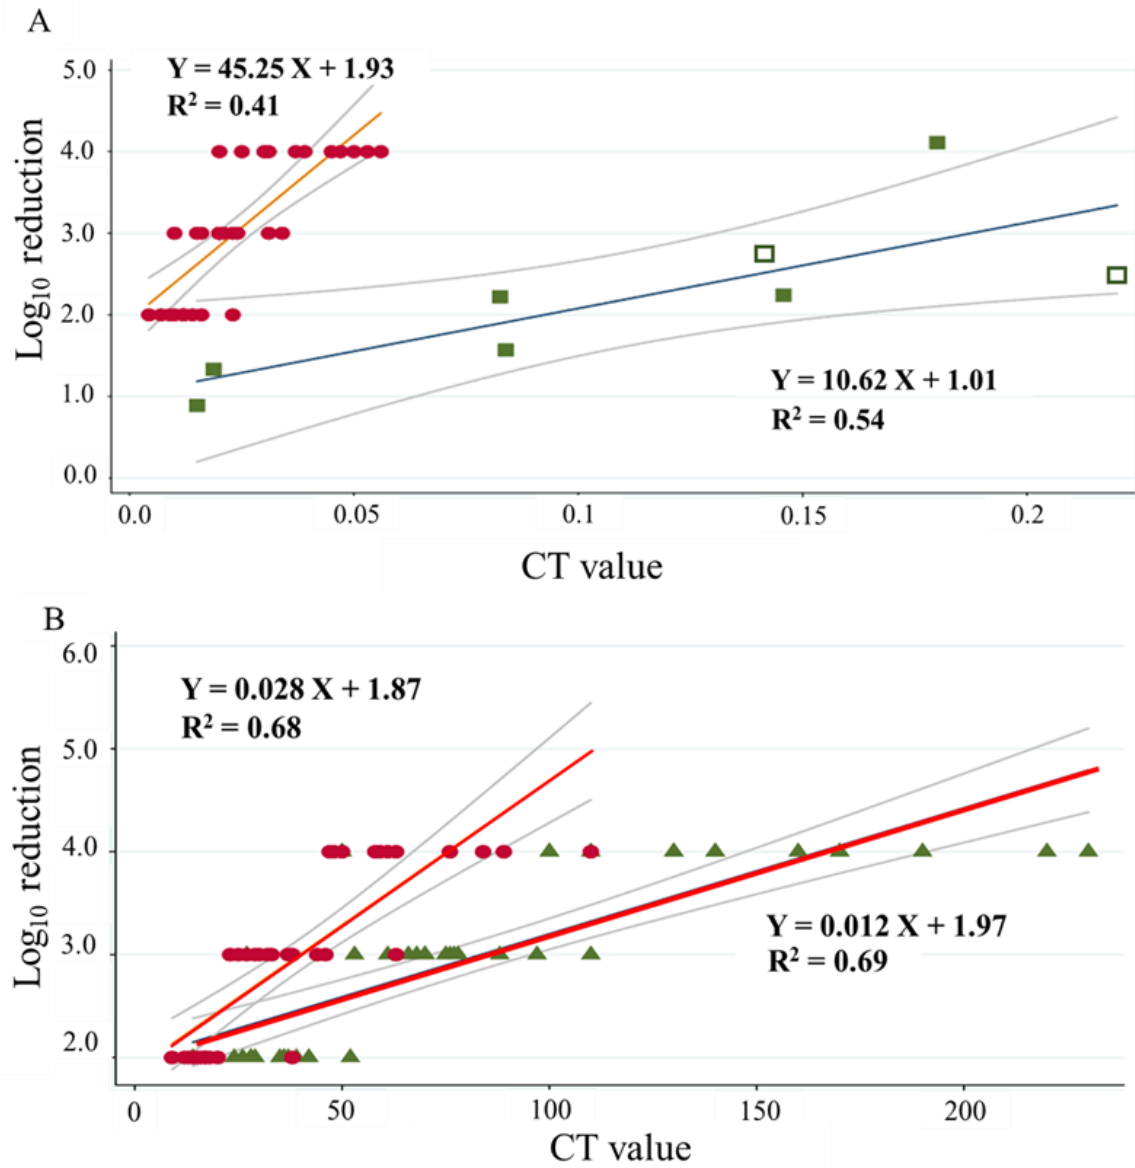 A
Y = 45.25 X + 1.93
R² = 0.41
5.0
4.0
3.0
2.0
1.0
0.0
Log₁₀ reduction
Y = 10.62 X + 1.01
R² = 0.54
0.0 0.05 0.1 0.15 0.2
CT value
B
Y = 0.028 X + 1.87
R² = 0.68
6.0
5.0
4.0
3.0
2.0
Log₁₀ reduction
Y = 0.012 X + 1.97
R² = 0.69
0 50 100 150 200
CT value